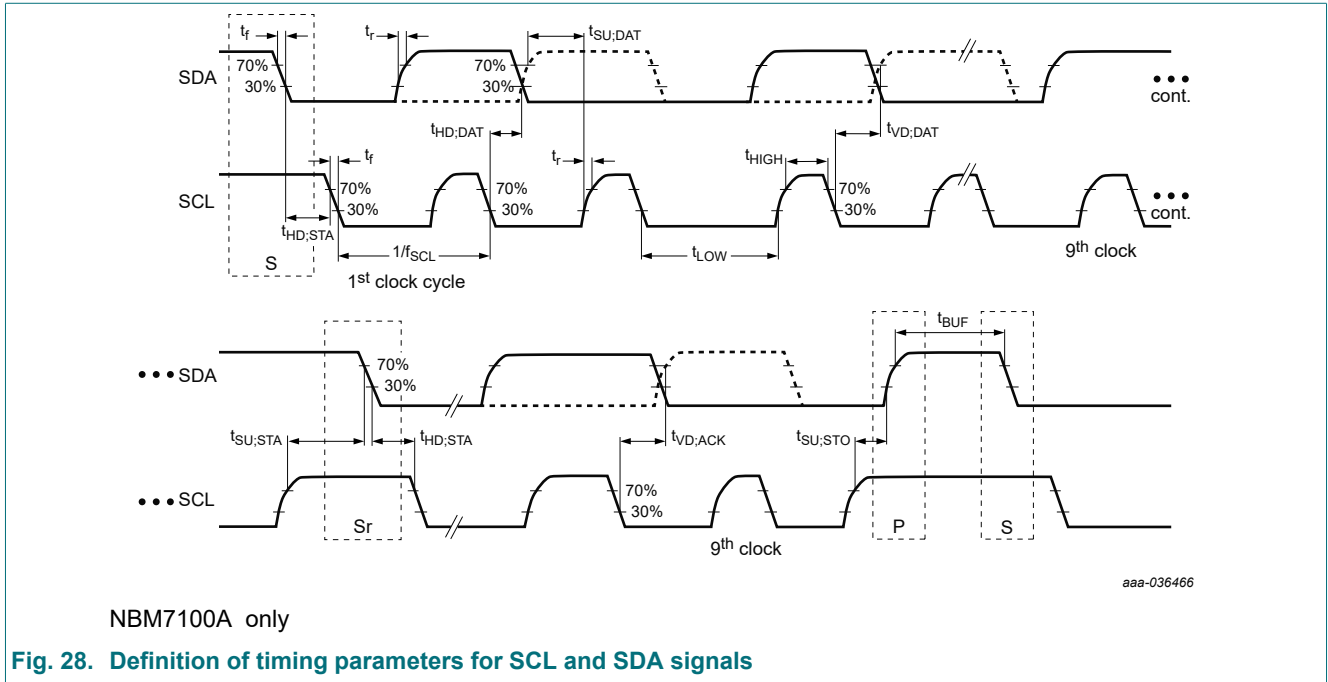 tf tr tSU;DAT
70% 70%
SDA 30% 30% ••• cont.
tHD;DAT tVD;DAT
tf tr tHIGH
70% 70% 70%
SCL 30% 30% 30% ••• cont.
tHD;STA
S 1/fSCL tLOW 9th clock
1st clock cycle
tBUF
70%
••• SDA 30%
tSU;STA tHD;STA tVD;ACK tSU;STO
70%
••• SCL 30%
Sr P S
9th clock
aaa-036466
NBM7100A only
Fig. 28. Definition of timing parameters for SCL and SDA signals